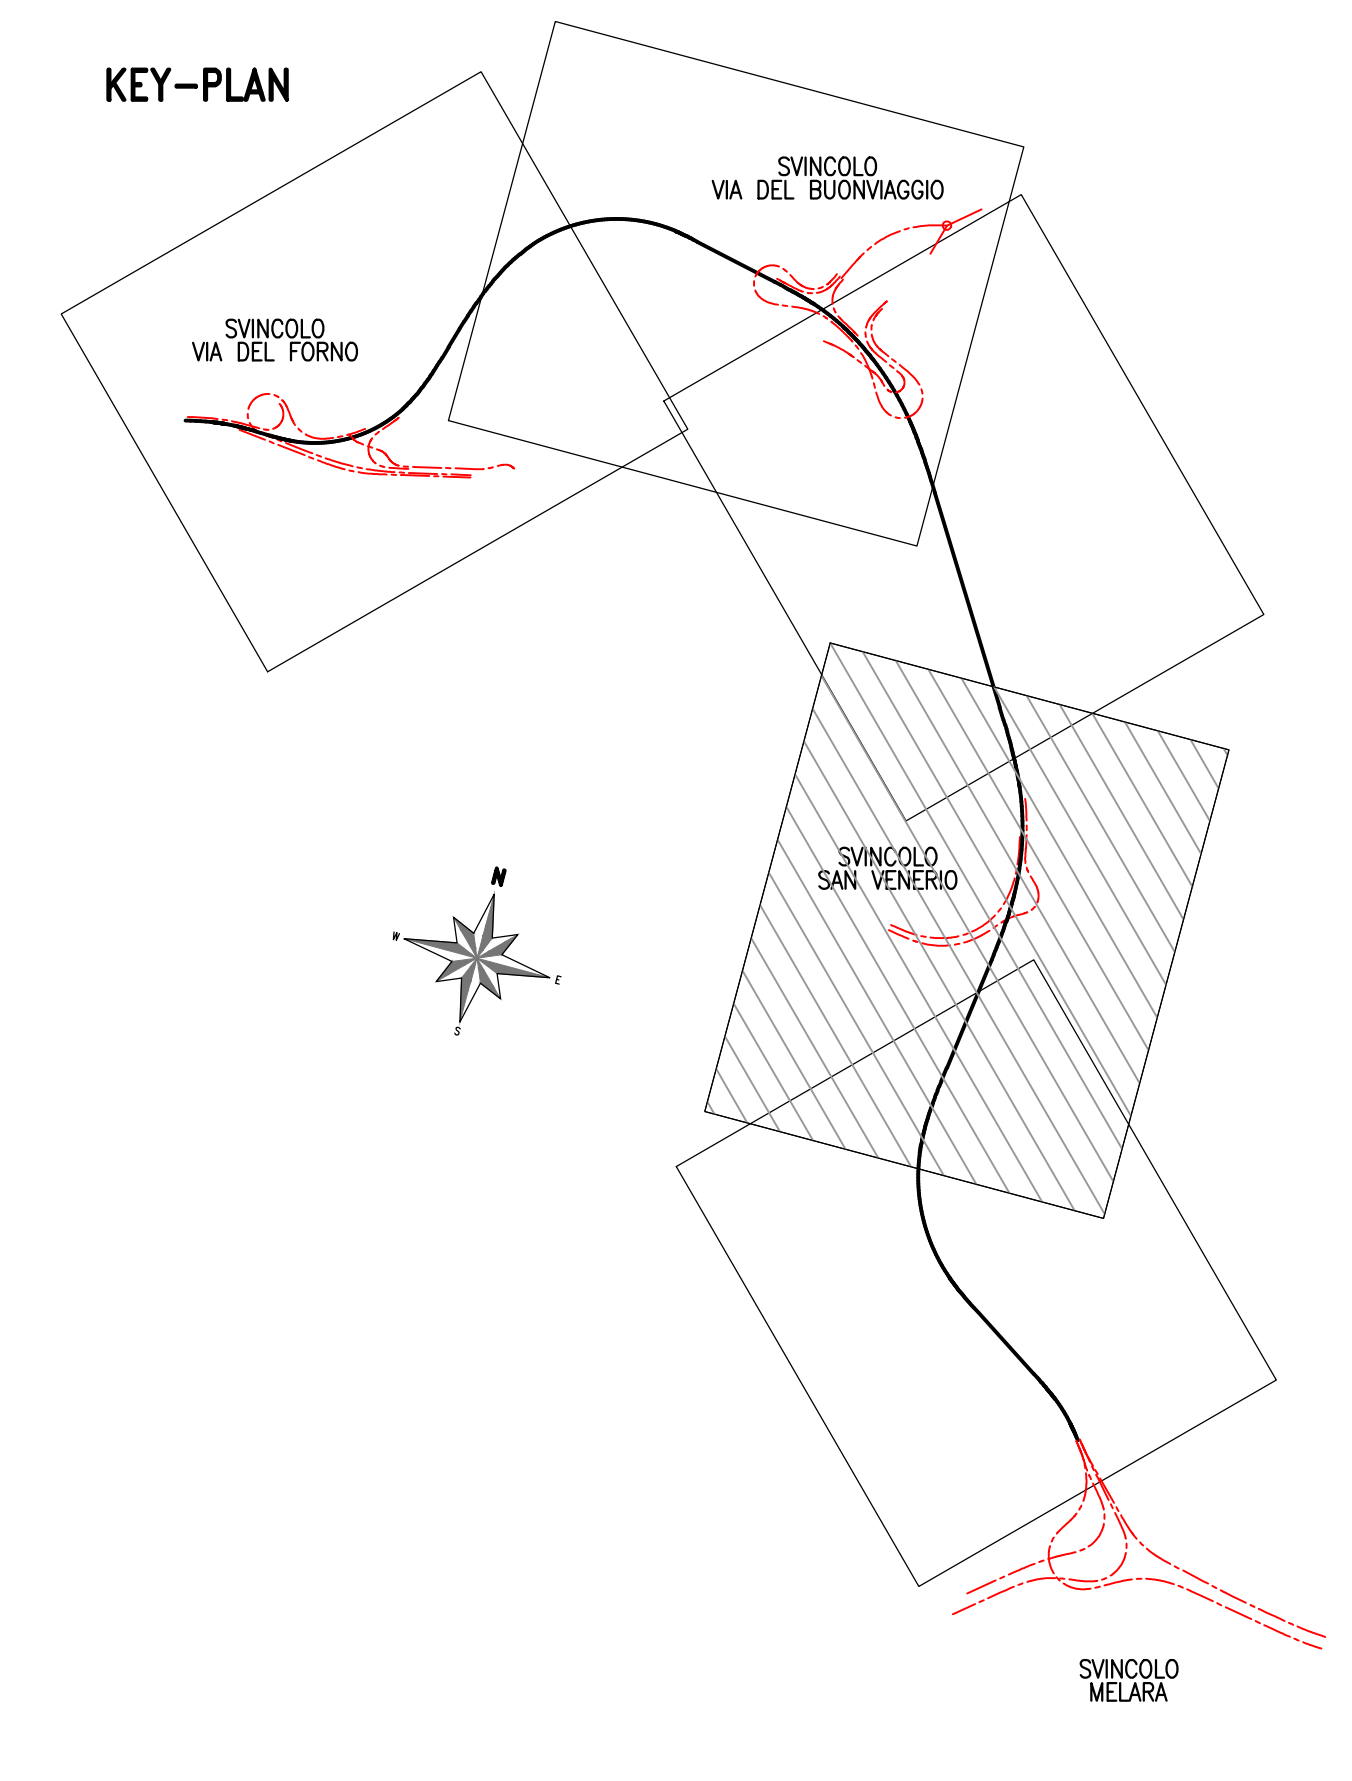 KEY-PLAN
SVINCOLO
VIA DEL BUONVIAGGIO
SVINCOLO
VIA DEL FORNO
SVINCOLO
SAN VENERIO
N
W
E
S
SVINCOLO
MELARA